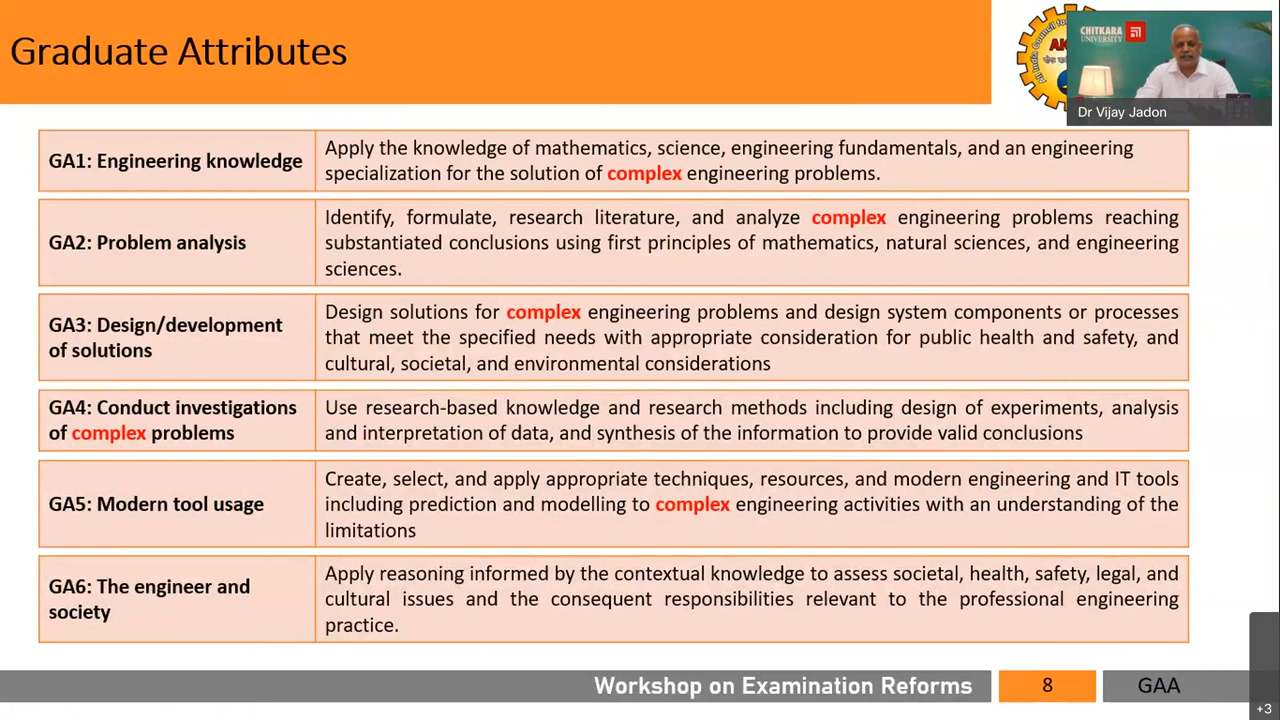 Graduate Attributes
CHITKARA
UNIVERSITY
Dr Vijay Jadon
GA1: Engineering knowledge
Apply the knowledge of mathematics, science, engineering fundamentals, and an engineering
specialization for the solution of complex engineering problems.
GA2: Problem analysis
Identify, formulate, research literature, and analyze complex engineering problems reaching
substantiated conclusions using first principles of mathematics, natural sciences, and engineering
sciences.
GA3: Design/development
of solutions
Design solutions for complex engineering problems and design system components or processes
that meet the specified needs with appropriate consideration for public health and safety, and
cultural, societal, and environmental considerations
GA4: Conduct investigations
of complex problems
Use research-based knowledge and research methods including design of experiments, analysis
and interpretation of data, and synthesis of the information to provide valid conclusions
GA5: Modern tool usage
Create, select, and apply appropriate techniques, resources, and modern engineering and IT tools
including prediction and modelling to complex engineering activities with an understanding of the
limitations
GA6: The engineer and
society
Apply reasoning informed by the contextual knowledge to assess societal, health, safety, legal, and
cultural issues and the consequent responsibilities relevant to the professional engineering
practice.
Workshop on Examination Reforms
8
GAA
+3